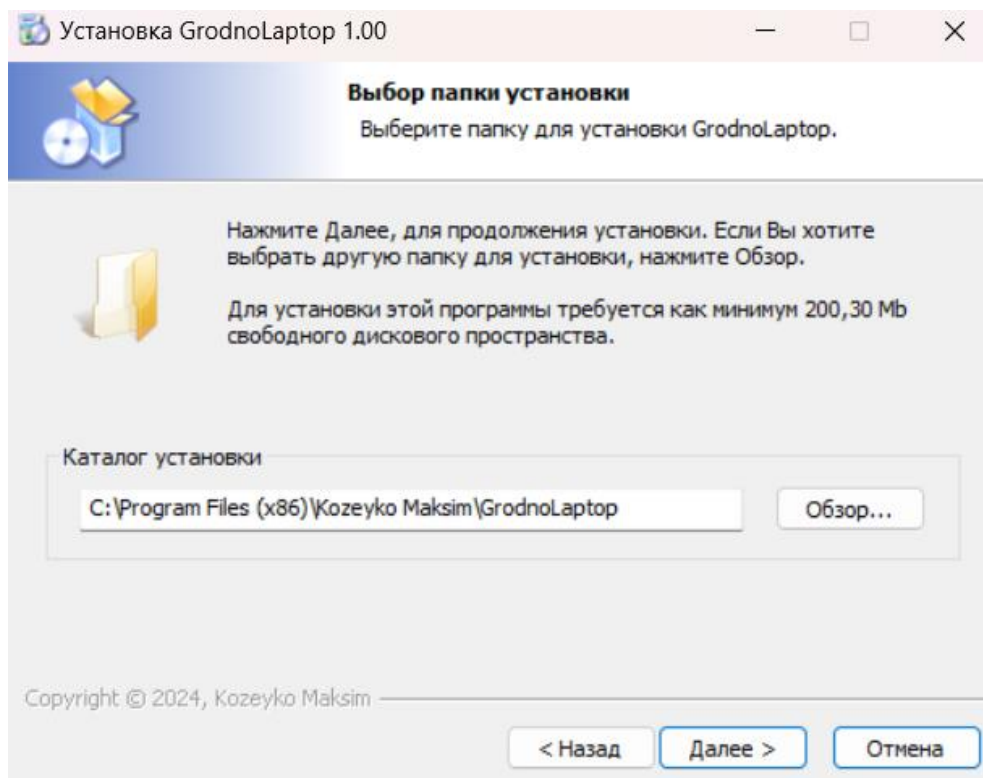 Установка GrodnoLaptop 1.00
Выбор папки установки
Выберите папку для установки GrodnoLaptop.
Нажмите Далее, для продолжения установки. Если Вы хотите
выбрать другую папку для установки, нажмите Обзор.
Для установки этой программы требуется как минимум 200,30 Mb
свободного дискового пространства.
Каталог установки
C:\Program Files (x86)\Kozeyko Maksim\GrodnoLaptop
Обзор...
Copyright © 2024, Kozeyko Maksim
< Назад
Далее >
Отмена